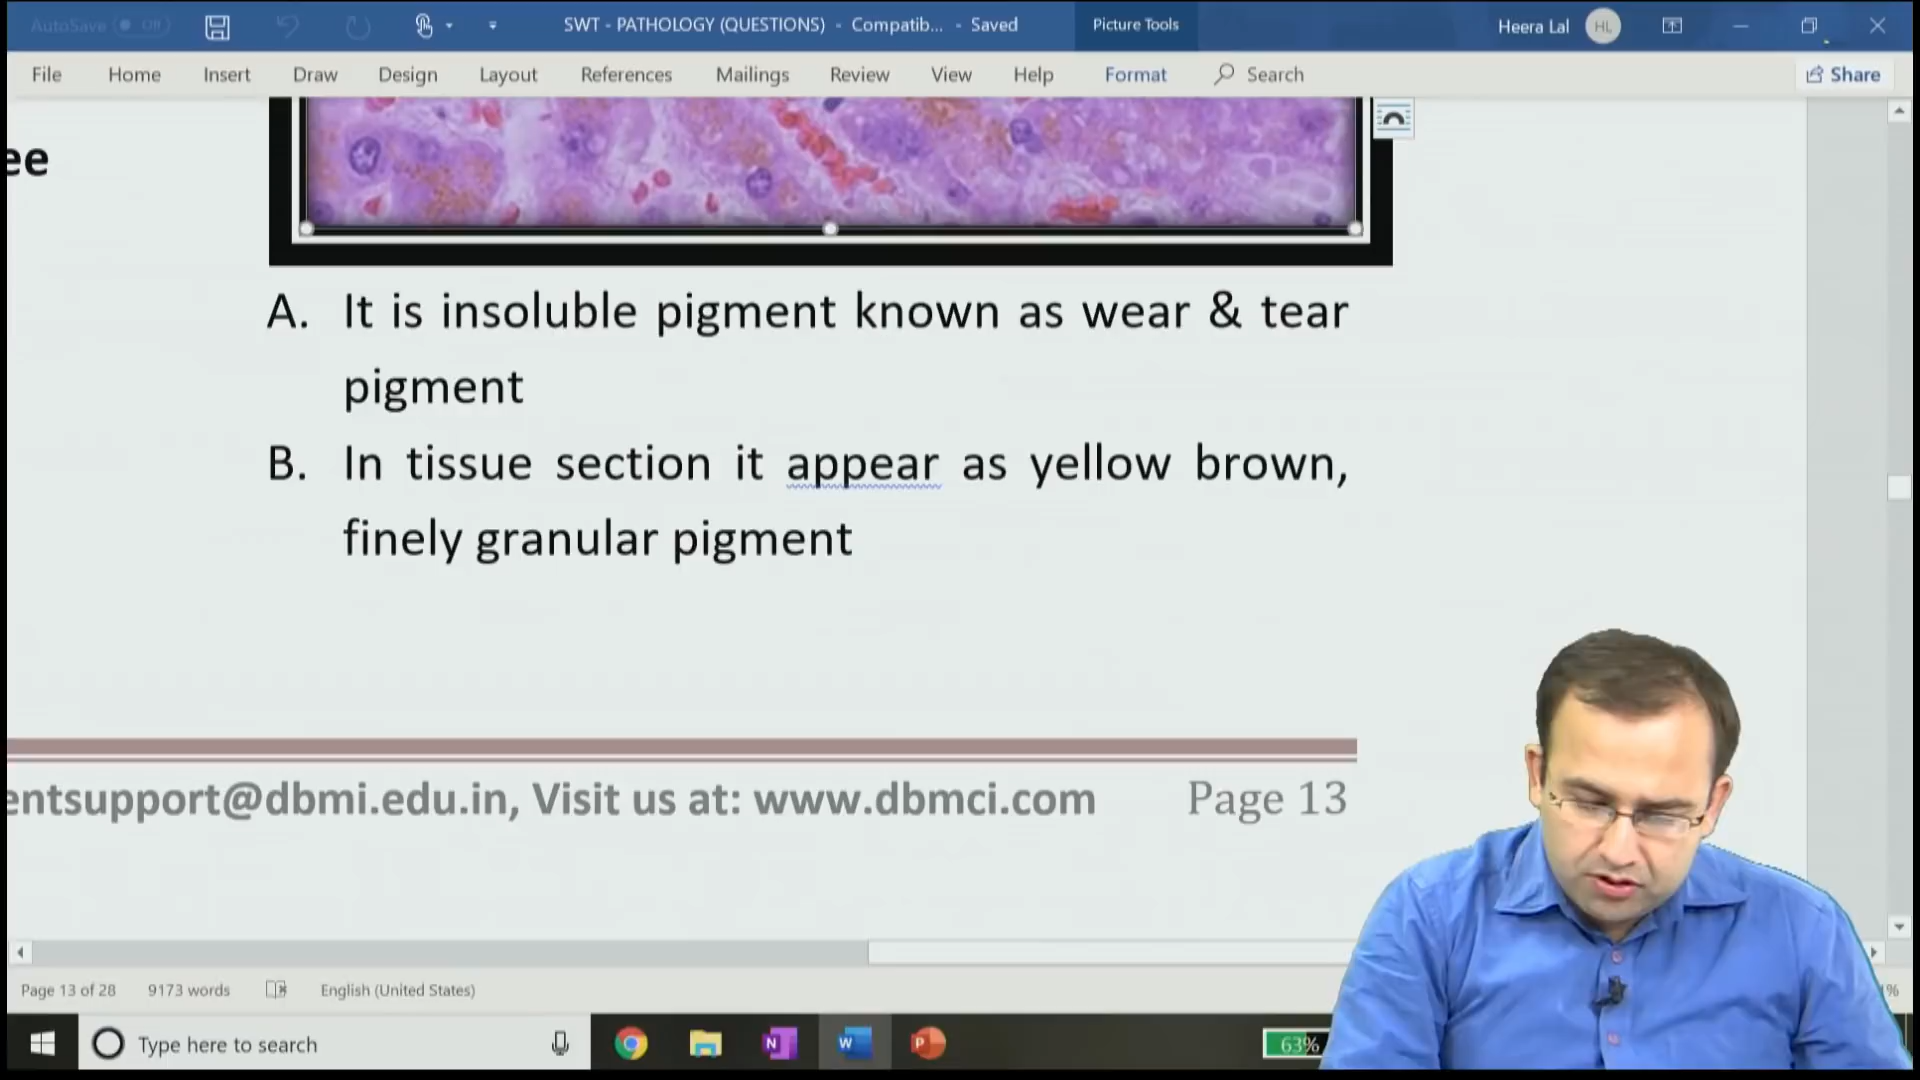 AutoSave Off
SWT - PATHOLOGY (QUESTIONS) - Compatib... - Saved
Picture Tools
Heera Lal
HL
File Home Insert Draw Design Layout References Mailings Review View Help Format Search
Share
ee
A. It is insoluble pigment known as wear & tear
pigment
B. In tissue section it appear as yellow brown,
finely granular pigment
entsupport@dbmi.edu.in, Visit us at: www.dbmci.com Page 13
Page 13 of 28 9173 words English (United States)
%
Type here to search
N
W
P
63%